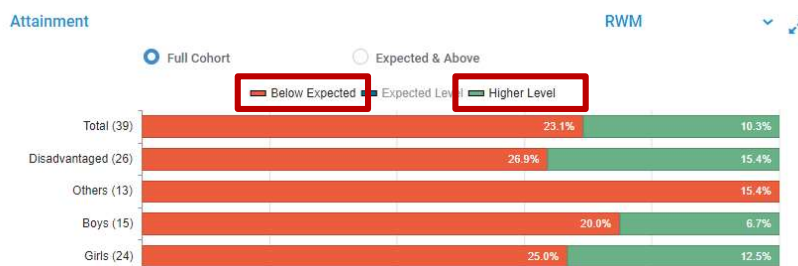 Attainment RWM
Full Cohort Expected & Above
Below Expected Expected Level Higher Level
Total (39) 23.1% 10.3%
Disadvantaged (26) 26.9% 15.4%
Others (13) 15.4%
Boys (15) 20.0% 6.7%
Girls (24) 25.0% 12.5%